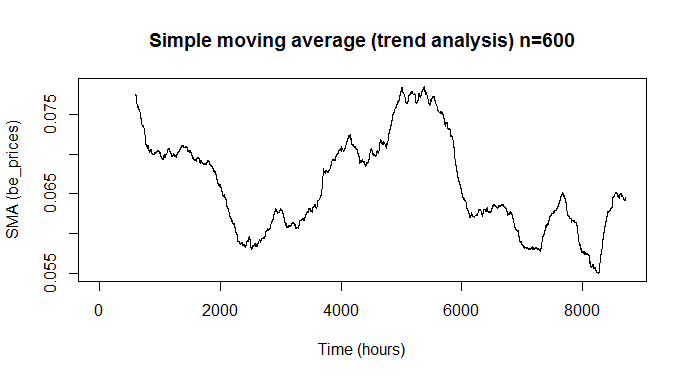 Simple moving average (trend analysis) n=600
SMA (be_prices)
0.075
0.065
0.055
0 2000 4000 6000 8000
Time (hours)